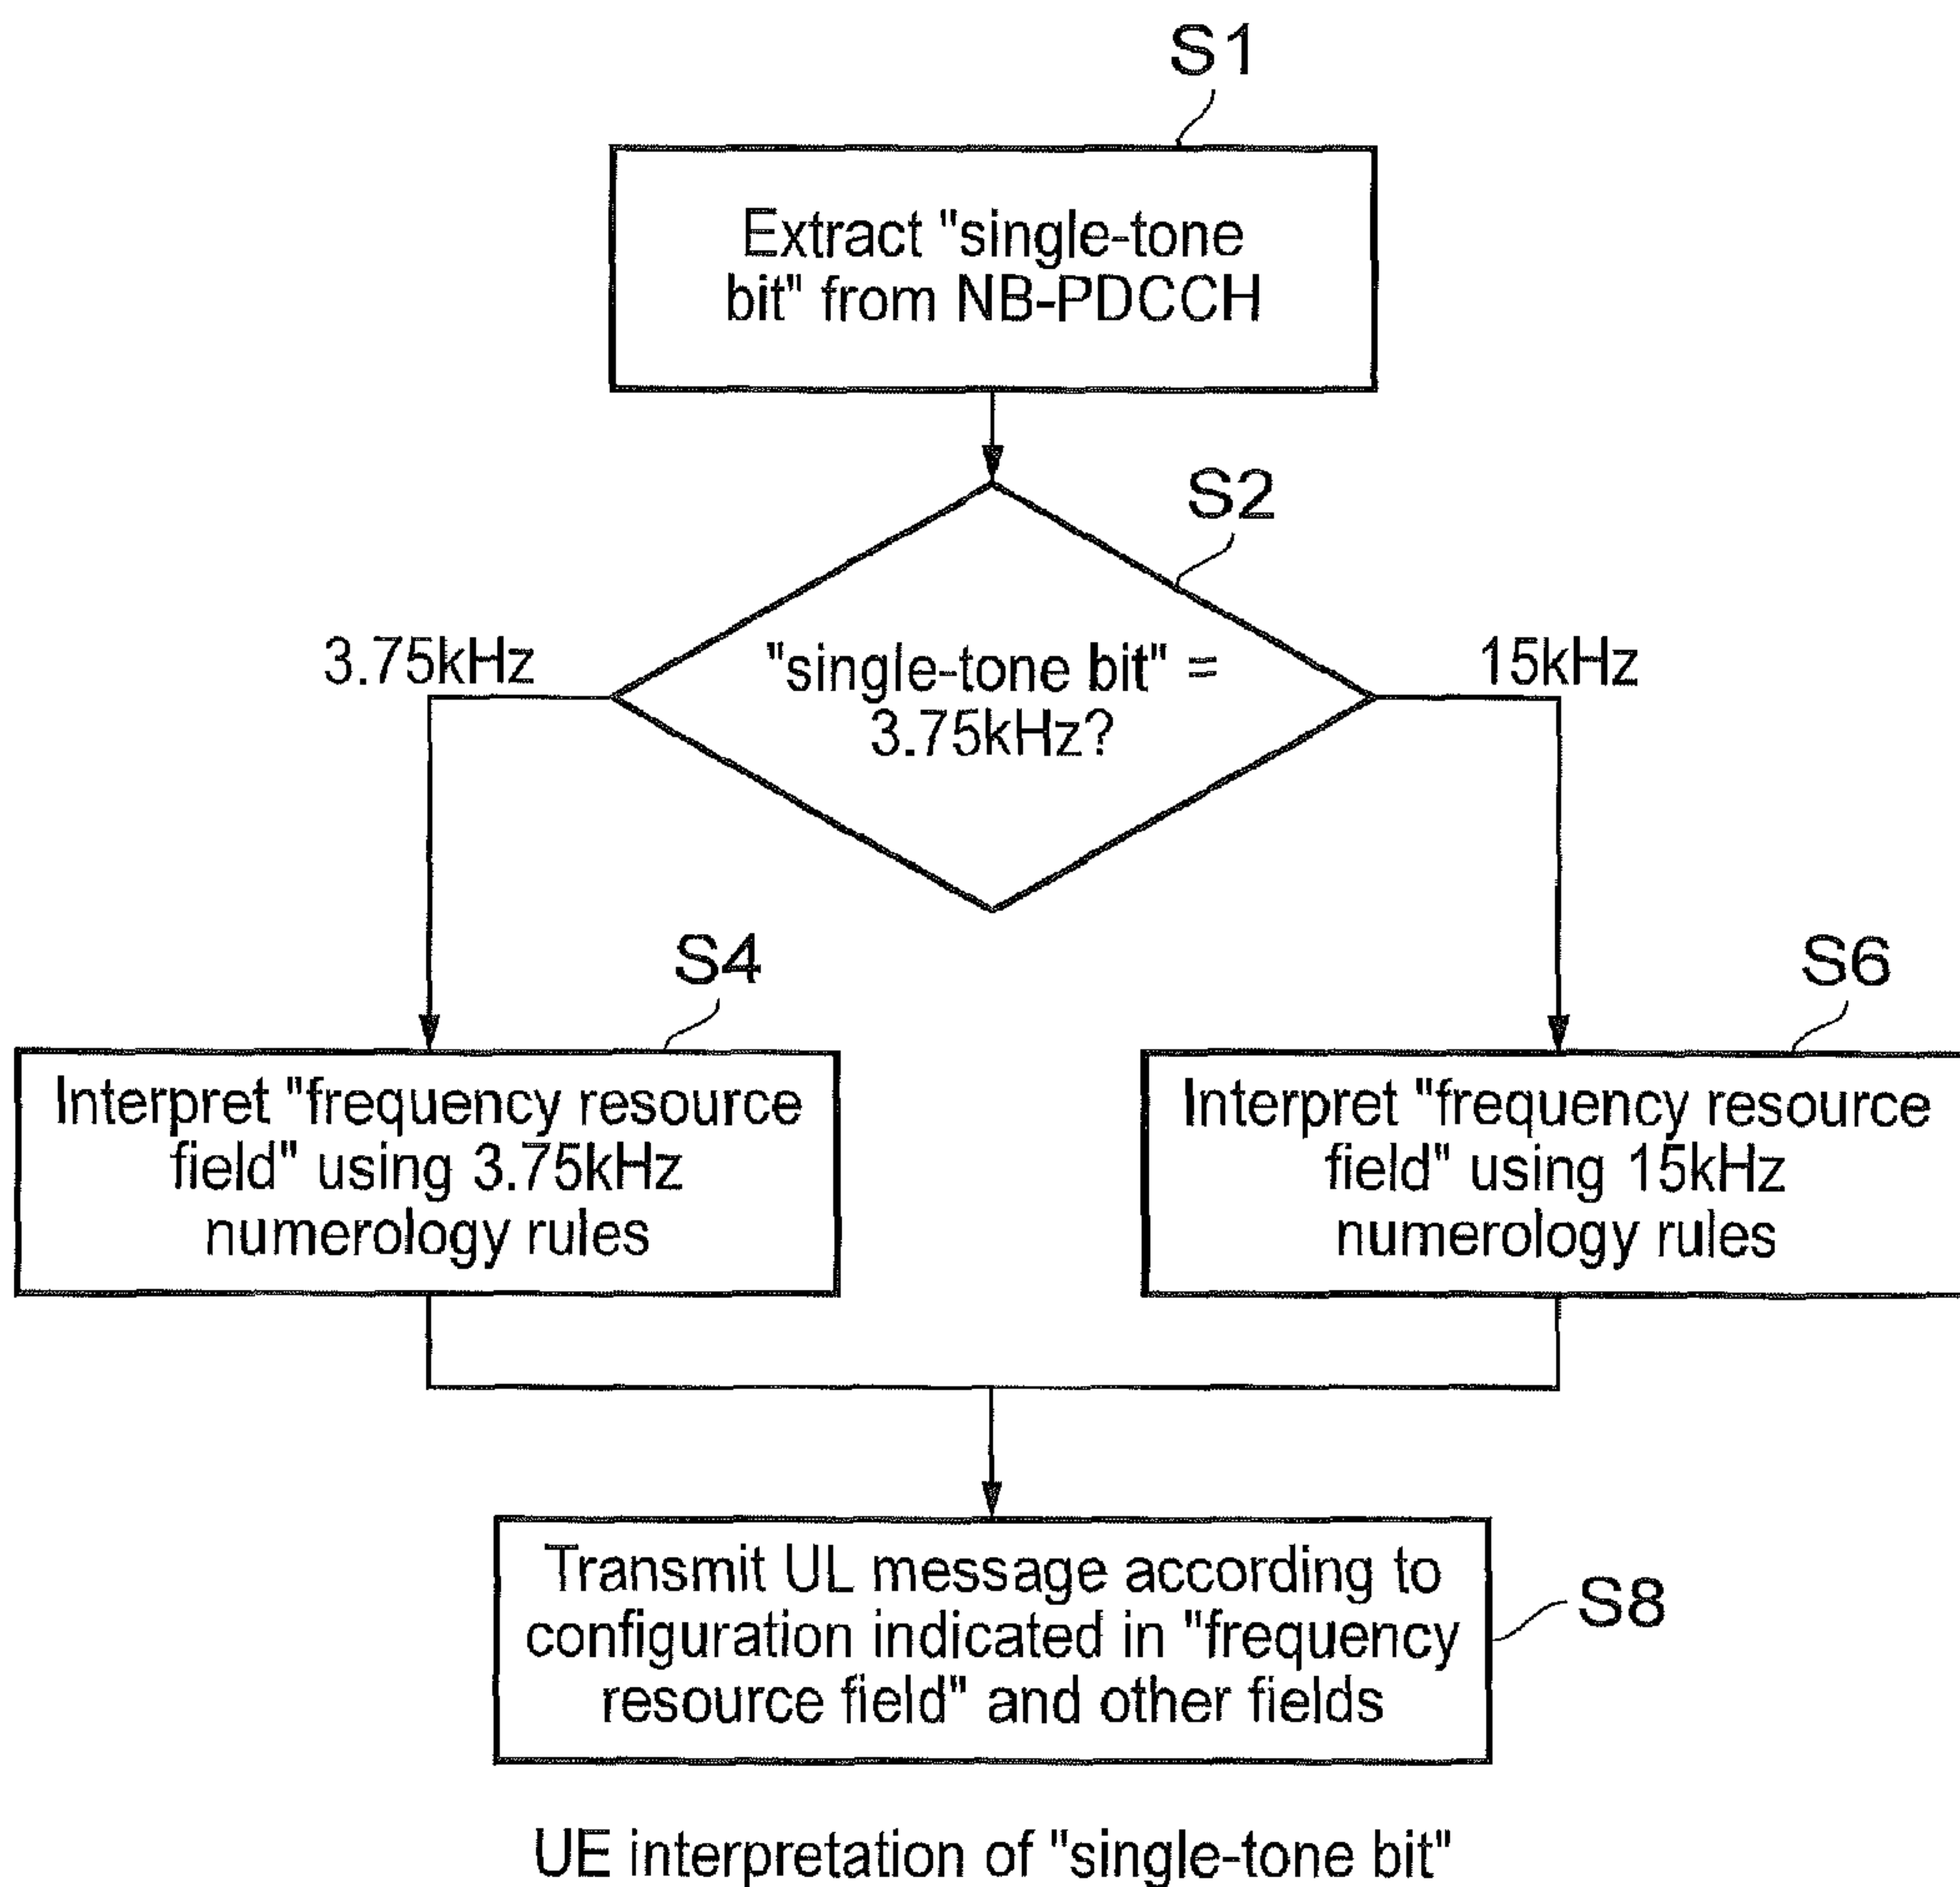 S1
Extract "single-tone
bit" from NB-PDCCH
S2
3.75kHz
"single-tone bit" =
3.75kHz?
15kHz
S4
S6
Interpret "frequency resource
field" using 3.75kHz
numerology rules
Interpret "frequency resource
field" using 15kHz
numerology rules
Transmit UL message according to
configuration indicated in "frequency
resource field" and other fields
S8
UE interpretation of "single-tone bit"